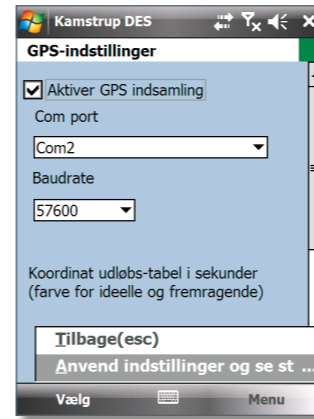 Kamstrup DES
GPS-indstillinger
Aktiver GPS indsamling
Com port
Com2
Baudrate
57600
Koordinat udløbs-tabel i sekunder
(farve for ideelle og fremragende)
Tilbage(esc)
Anvend indstillinger og se st ...
Vælg
Menu